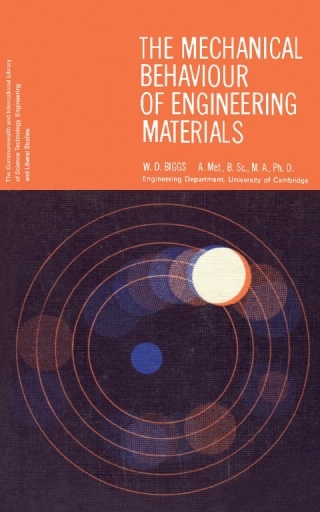 The Commonwealth and International Library
of Science Technology Engineering
and Liberal Studies
THE MECHANICAL
BEHAVIOUR
OF ENGINEERING
MATERIALS
W. D. BIGGS A. Met., B. Sc., M. A., Ph. D.
Engineering Department, University of Cambridge